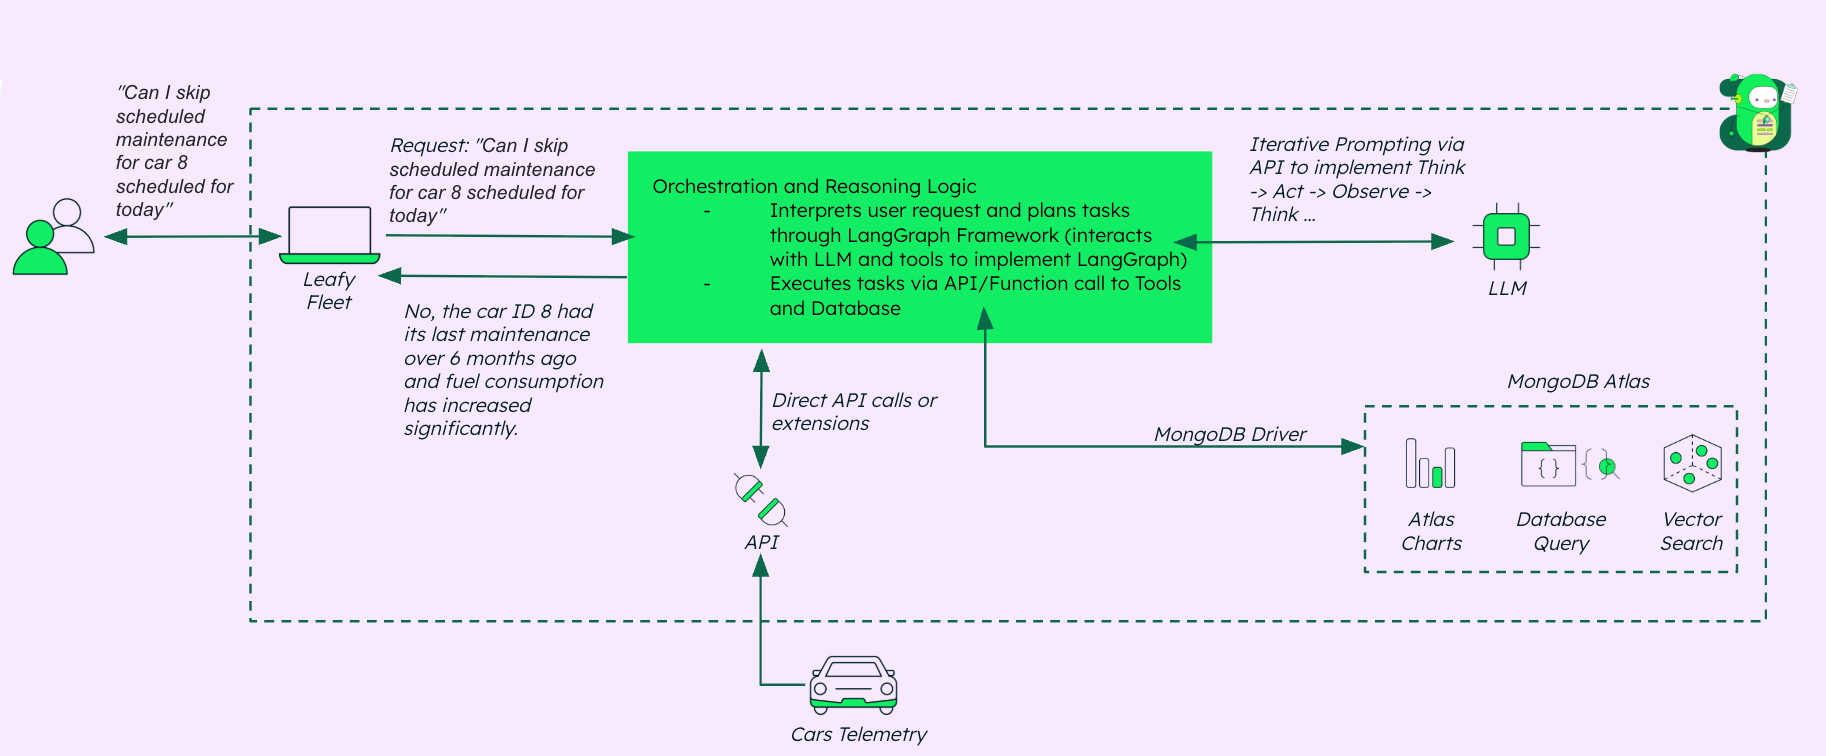 "Can I skip
scheduled
maintenance
for car 8
scheduled for
today"
Leafy
Fleet
Request: "Can I skip
scheduled maintenance
for car 8 scheduled for
today"
No, the car ID 8 had
its last maintenance
over 6 months ago
and fuel consumption
has increased
significantly.
Orchestration and Reasoning Logic
- Interprets user request and plans tasks
through LangGraph Framework (interacts
with LLM and tools to implement LangGraph)
- Executes tasks via API/Function call to Tools
and Database
Iterative Prompting via
API to implement Think
-> Act -> Observe ->
Think ...
LLM
Direct API calls or
extensions
API
MongoDB Driver
MongoDB Atlas
Atlas
Charts
{ }
{ }
Database
Query
Vector
Search
Cars Telemetry